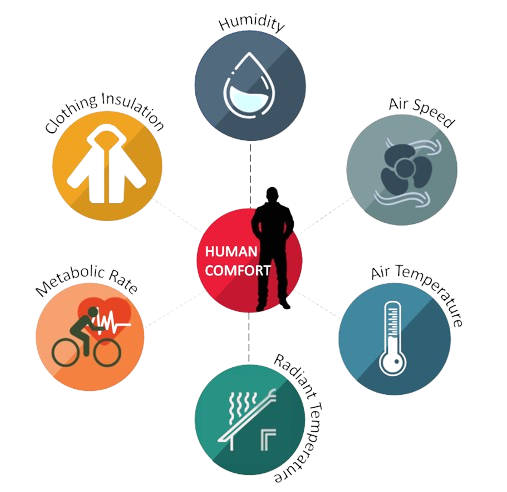 Humidity
Clothing Insulation
Air Speed
HUMAN
COMFORT
Metabolic Rate
Air Temperature
Radiant Temperature